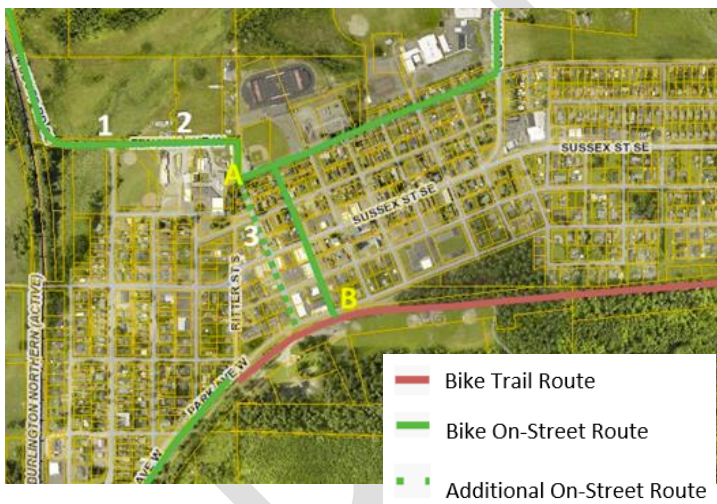 1
2
A
SUSSEX ST SE
SUSSEX ST SE
3
RITTER ST S
B
DURLINGTON NORTHERN (ACTIVE)
PARK AVE W
AVE W
Bike Trail Route
Bike On-Street Route
Additional On-Street Route